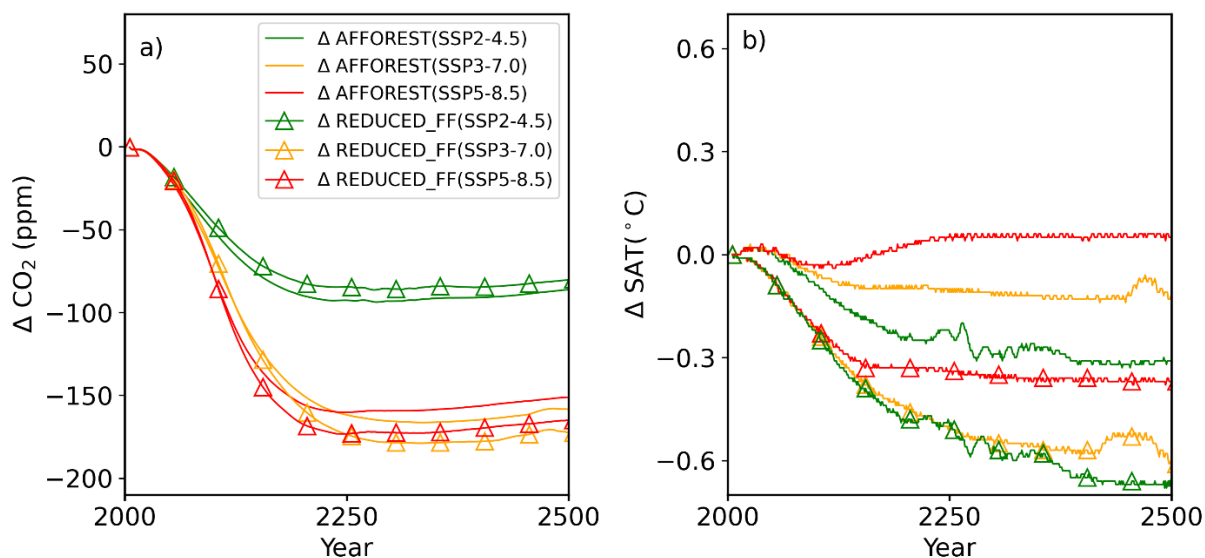 a)
Δ AFFOREST(SSP2-4.5)
Δ AFFOREST(SSP3-7.0)
Δ AFFOREST(SSP5-8.5)
Δ REDUCED_FF(SSP2-4.5)
Δ REDUCED_FF(SSP3-7.0)
Δ REDUCED_FF(SSP5-8.5)
50
0
−50
−100
−150
−200
Δ CO₂ (ppm)
2000
2250
2500
Year
b)
0.6
0.3
0.0
−0.3
−0.6
Δ SAT(°C)
2000
2250
2500
Year